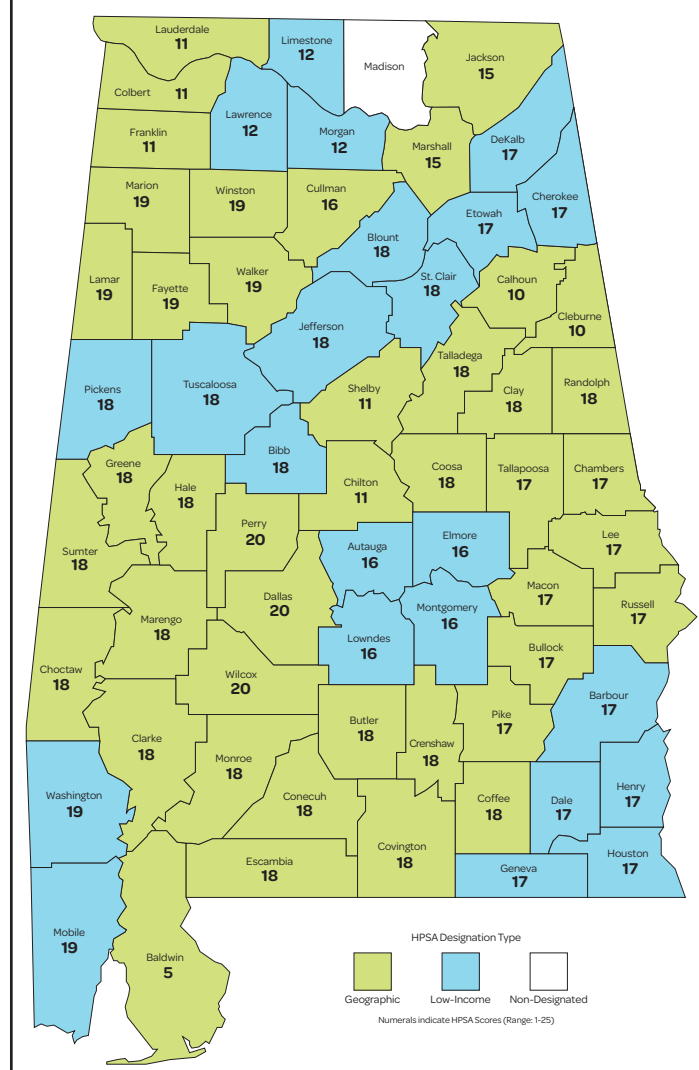 Lauderdale
11
Limestone
12
Madison
Jackson
15
Colbert 11
Lawrence
12
Franklin
11
Morgan
12
Marshall
15
DeKalb
17
Marion
19
Winston
19
Cullman
16
Cherokee
17
Etowah
17
Blount
18
Lamar
19
Fayette
19
Walker
19
St. Clair
18
Calhoun
10
Cleburne
10
Jefferson
18
Talladega
18
Pickens
18
Tuscaloosa
18
Shelby
11
Clay
18
Randolph
18
Greene
18
Hale
18
Bibb
18
Chilton
11
Coosa
18
Tallapoosa
17
Chambers
17
Perry
20
Sumter
18
Autauga
16
Elmore
16
Lee
17
Dallas
20
Macon
17
Russell
17
Marengo
18
Lowndes
16
Montgomery
16
Bullock
17
Choctaw
18
Wilcox
20
Barbour
17
Clarke
18
Monroe
18
Butler
18
Crenshaw
18
Pike
17
Washington
19
Conecuh
18
Coffee
18
Dale
17
Henry
17
Escambia
18
Covington
18
Geneva
17
Houston
17
Mobile
19
Baldwin
5
HPSA Designation Type
Geographic Low-Income Non-Designated
Numerals indicate HPSA Scores (Range: 1-25)